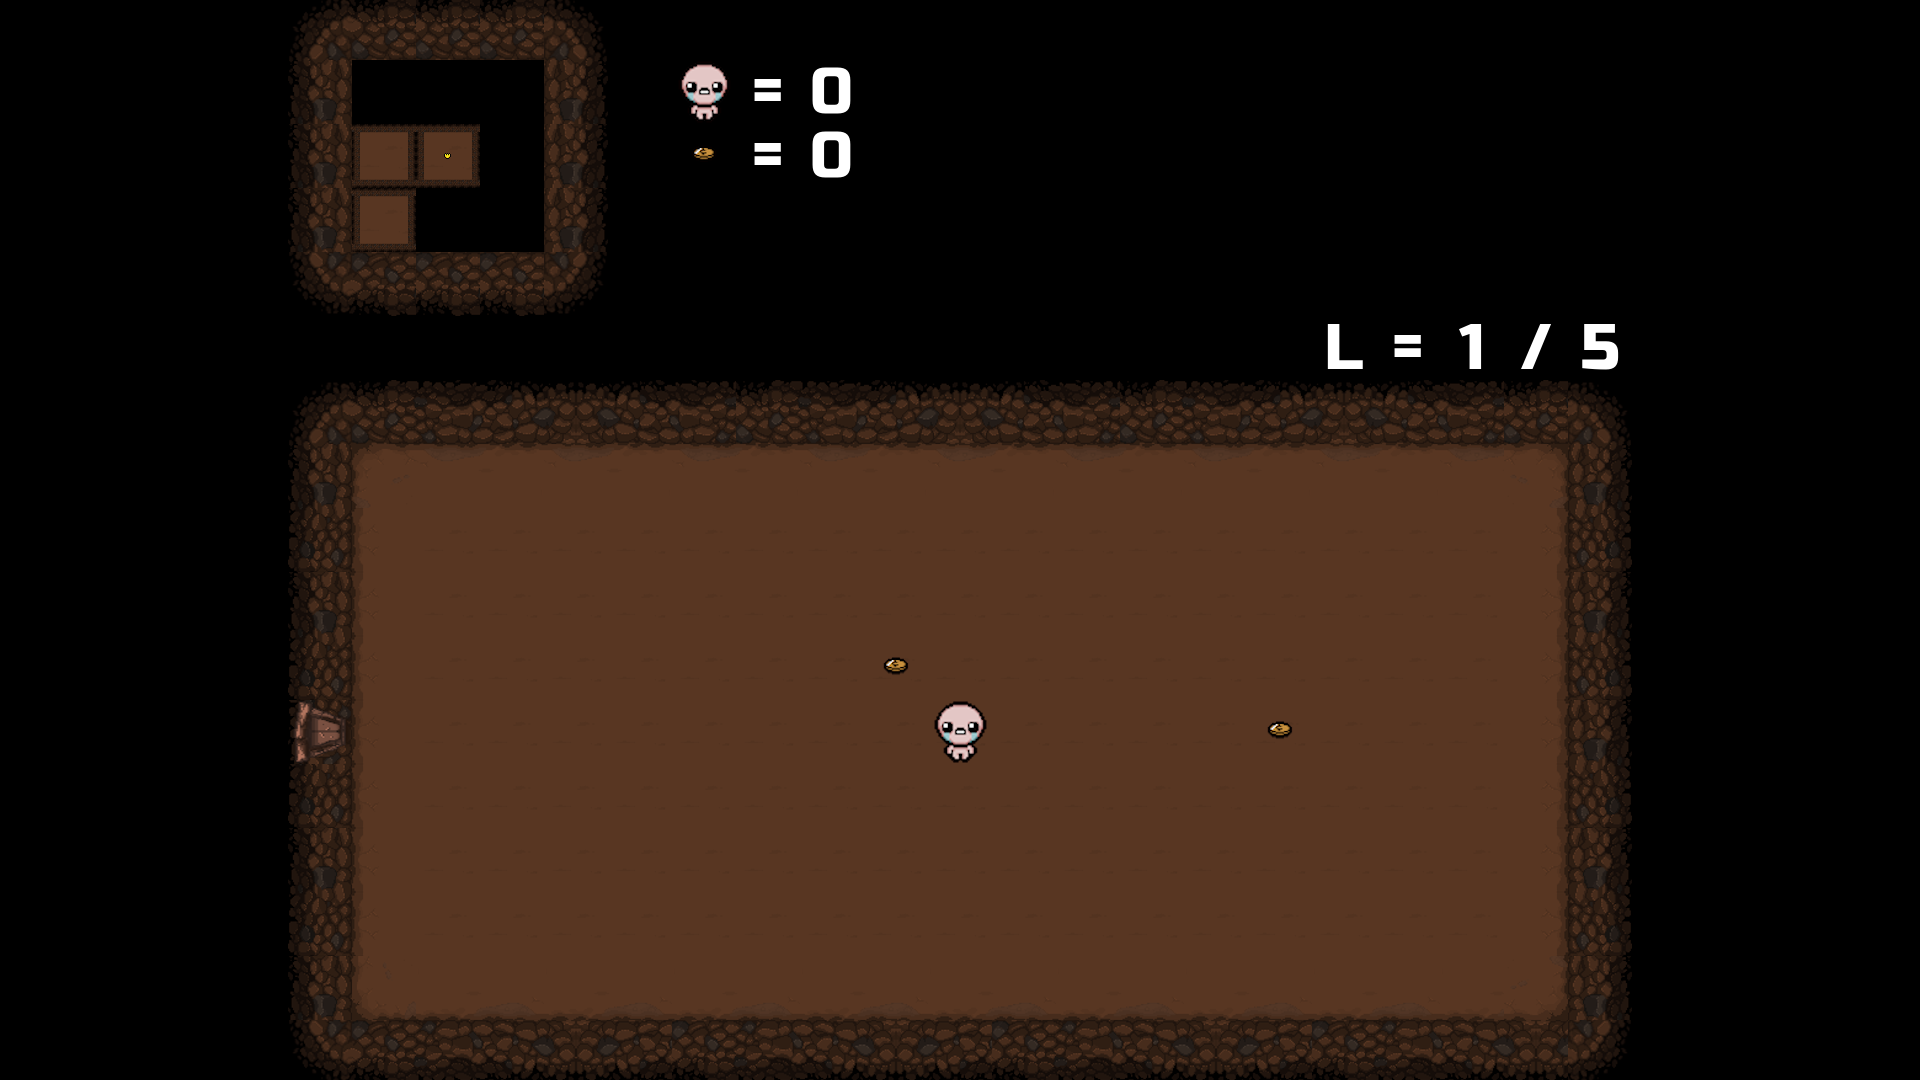 = 0
= 0
L = 1 / 5